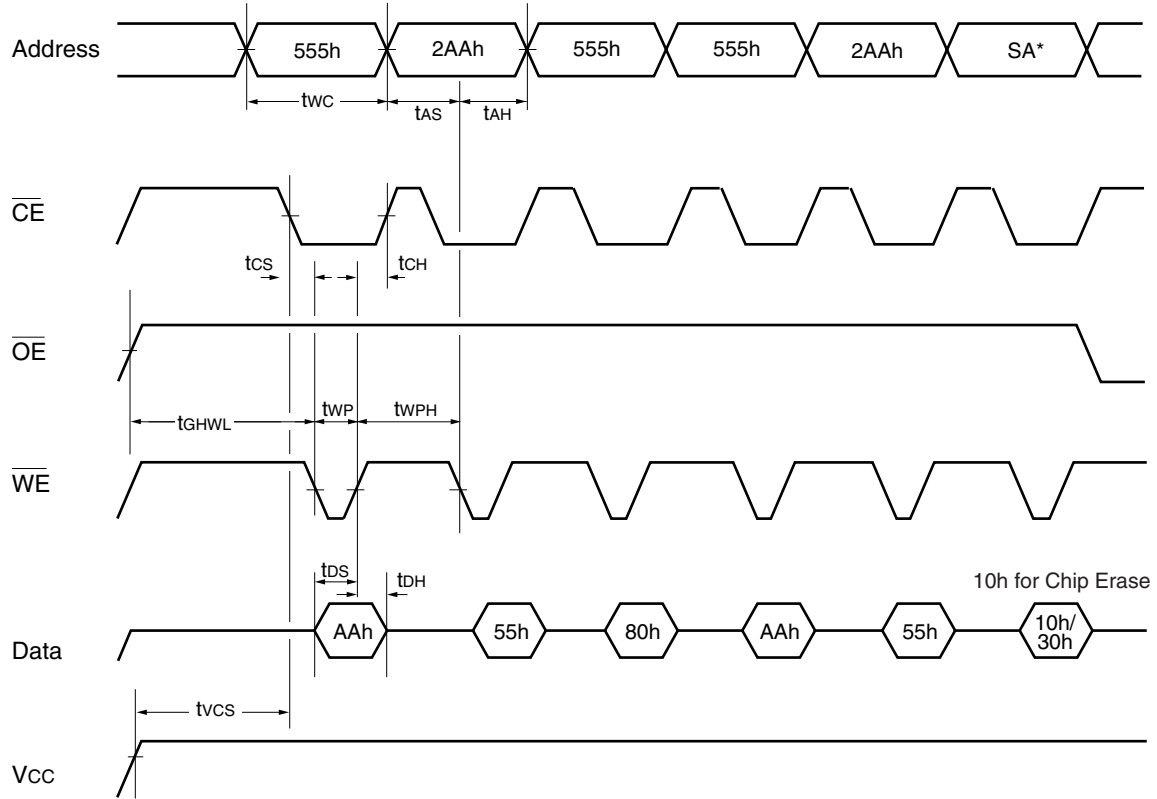 Address
555h
2AAh
555h
555h
2AAh
SA*
tWC
tAS
tAH
CE
tCS
tCH
OE
tGHWL
tWP
tWPH
WE
tDS
tDH
10h for Chip Erase
Data
AAh
55h
80h
AAh
55h
10h/
30h
tVCS
VCC